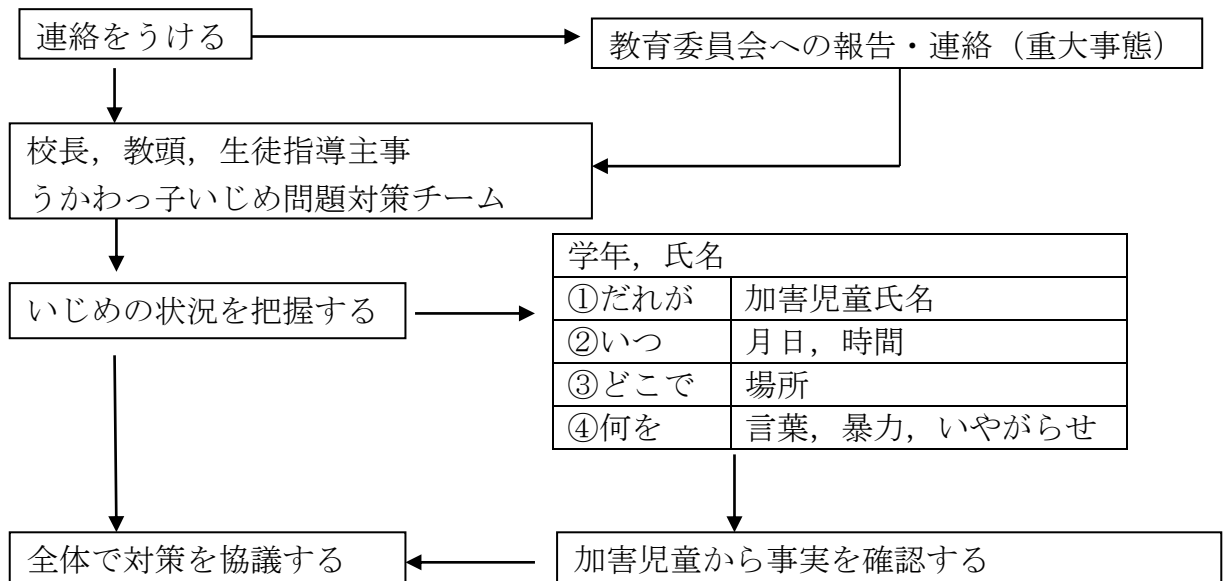 連絡をうける
教育委員会への報告・連絡（重大事態）
校長，教頭，生徒指導主事
うかわっ子いじめ問題対策チーム
いじめの状況を把握する
学年，氏名
①だれが 加害児童氏名
②いつ 月日，時間
③どこで 場所
④何を 言葉，暴力，いやがらせ
全体で対策を協議する
加害児童から事実を確認する